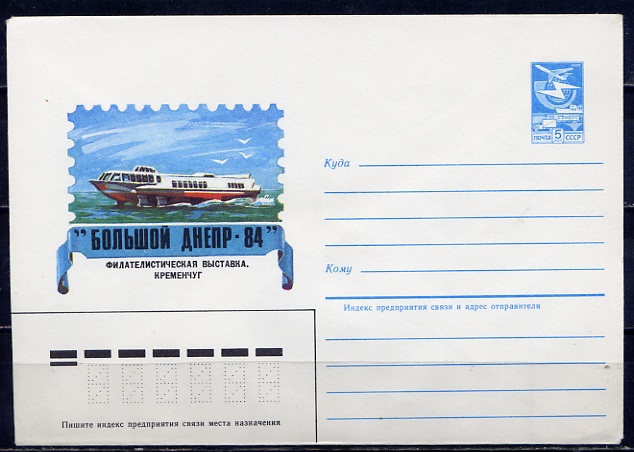 ПОЧТА 5 СССР
Куда
"БОЛЬШОЙ ДНЕПР·84"
ФИЛАТЕЛИСТИЧЕСКАЯ ВЫСТАВКА.
КРЕМЕНЧУГ
Кому
Индекс предприятия связи и адрес отправителя
Пишите индекс предприятия связи места назначения